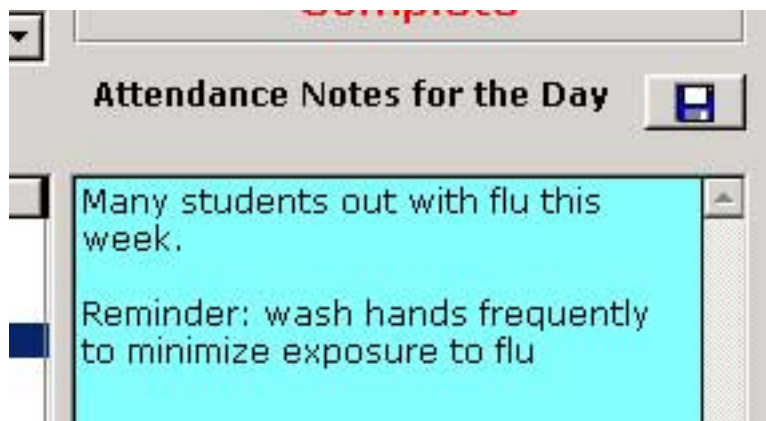 Complete
Attendance Notes for the Day
Many students out with flu this
week.
Reminder: wash hands frequently
to minimize exposure to flu